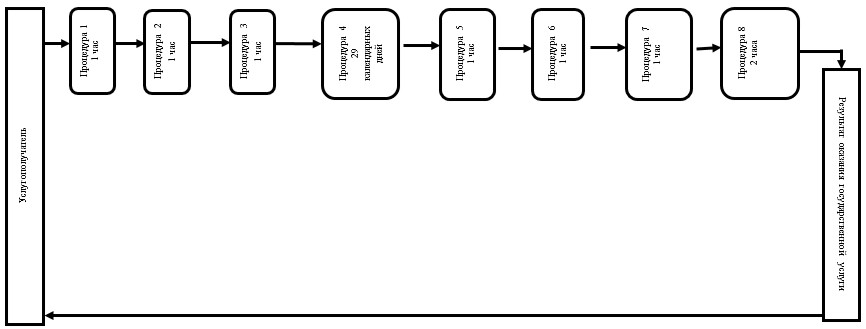 Услугополучатель
Процедура 1
1 час
Процедура 2
1 час
Процедура 3
1 час
Процедура 4
29
календарных
дней
Процедура 5
1 час
Процедура 6
1 час
Процедура 7
1 час
Процедура 8
2 часа
Результат оказания государственной услуги